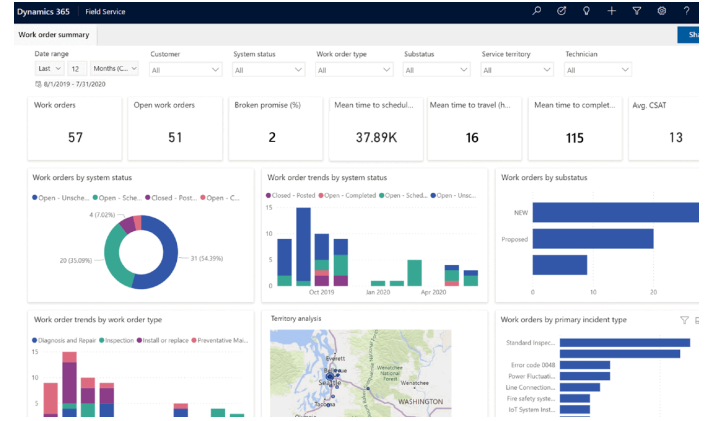 Dynamics 365 Field Service
Work order summary
Sha
Date range Customer System status Work order type Substatus Service territory Technician
Last 12 Months (C... All All All All All All
8/1/2019 - 7/31/2020
Work orders Open work orders Broken promise (%) Mean time to schedul... Mean time to travel (h... Mean time to complet... Avg. CSAT
57 51 2 37.89K 16 115 13
Work orders by system status
Open - Unsche... Open - Sche... Closed - Post... Open - C...
4 (7.02%)
20 (35.09%)
31 (54.39%)
Work order trends by system status
Closed - Posted Open - Completed Open - Sched... Open - Unsc...
15
10
5
0
Oct 2019 Jan 2020 Apr 2020
Work orders by substatus
NEW
Proposed
0 10 20
Work order trends by work order type
Diagnosis and Repair Inspection Install or replace Preventative Mai...
15
10
5
Territory analysis
Everett
Bellevue
Seattle
Tacoma
Wenatchee
National
Forest
Wenatchee
WASHINGTON
Olympia
Work orders by primary incident type
Standard Inspec...
Error code 0048
Power Fluctuati...
Line Connection...
Fire safety syste...
IoT System Inst...